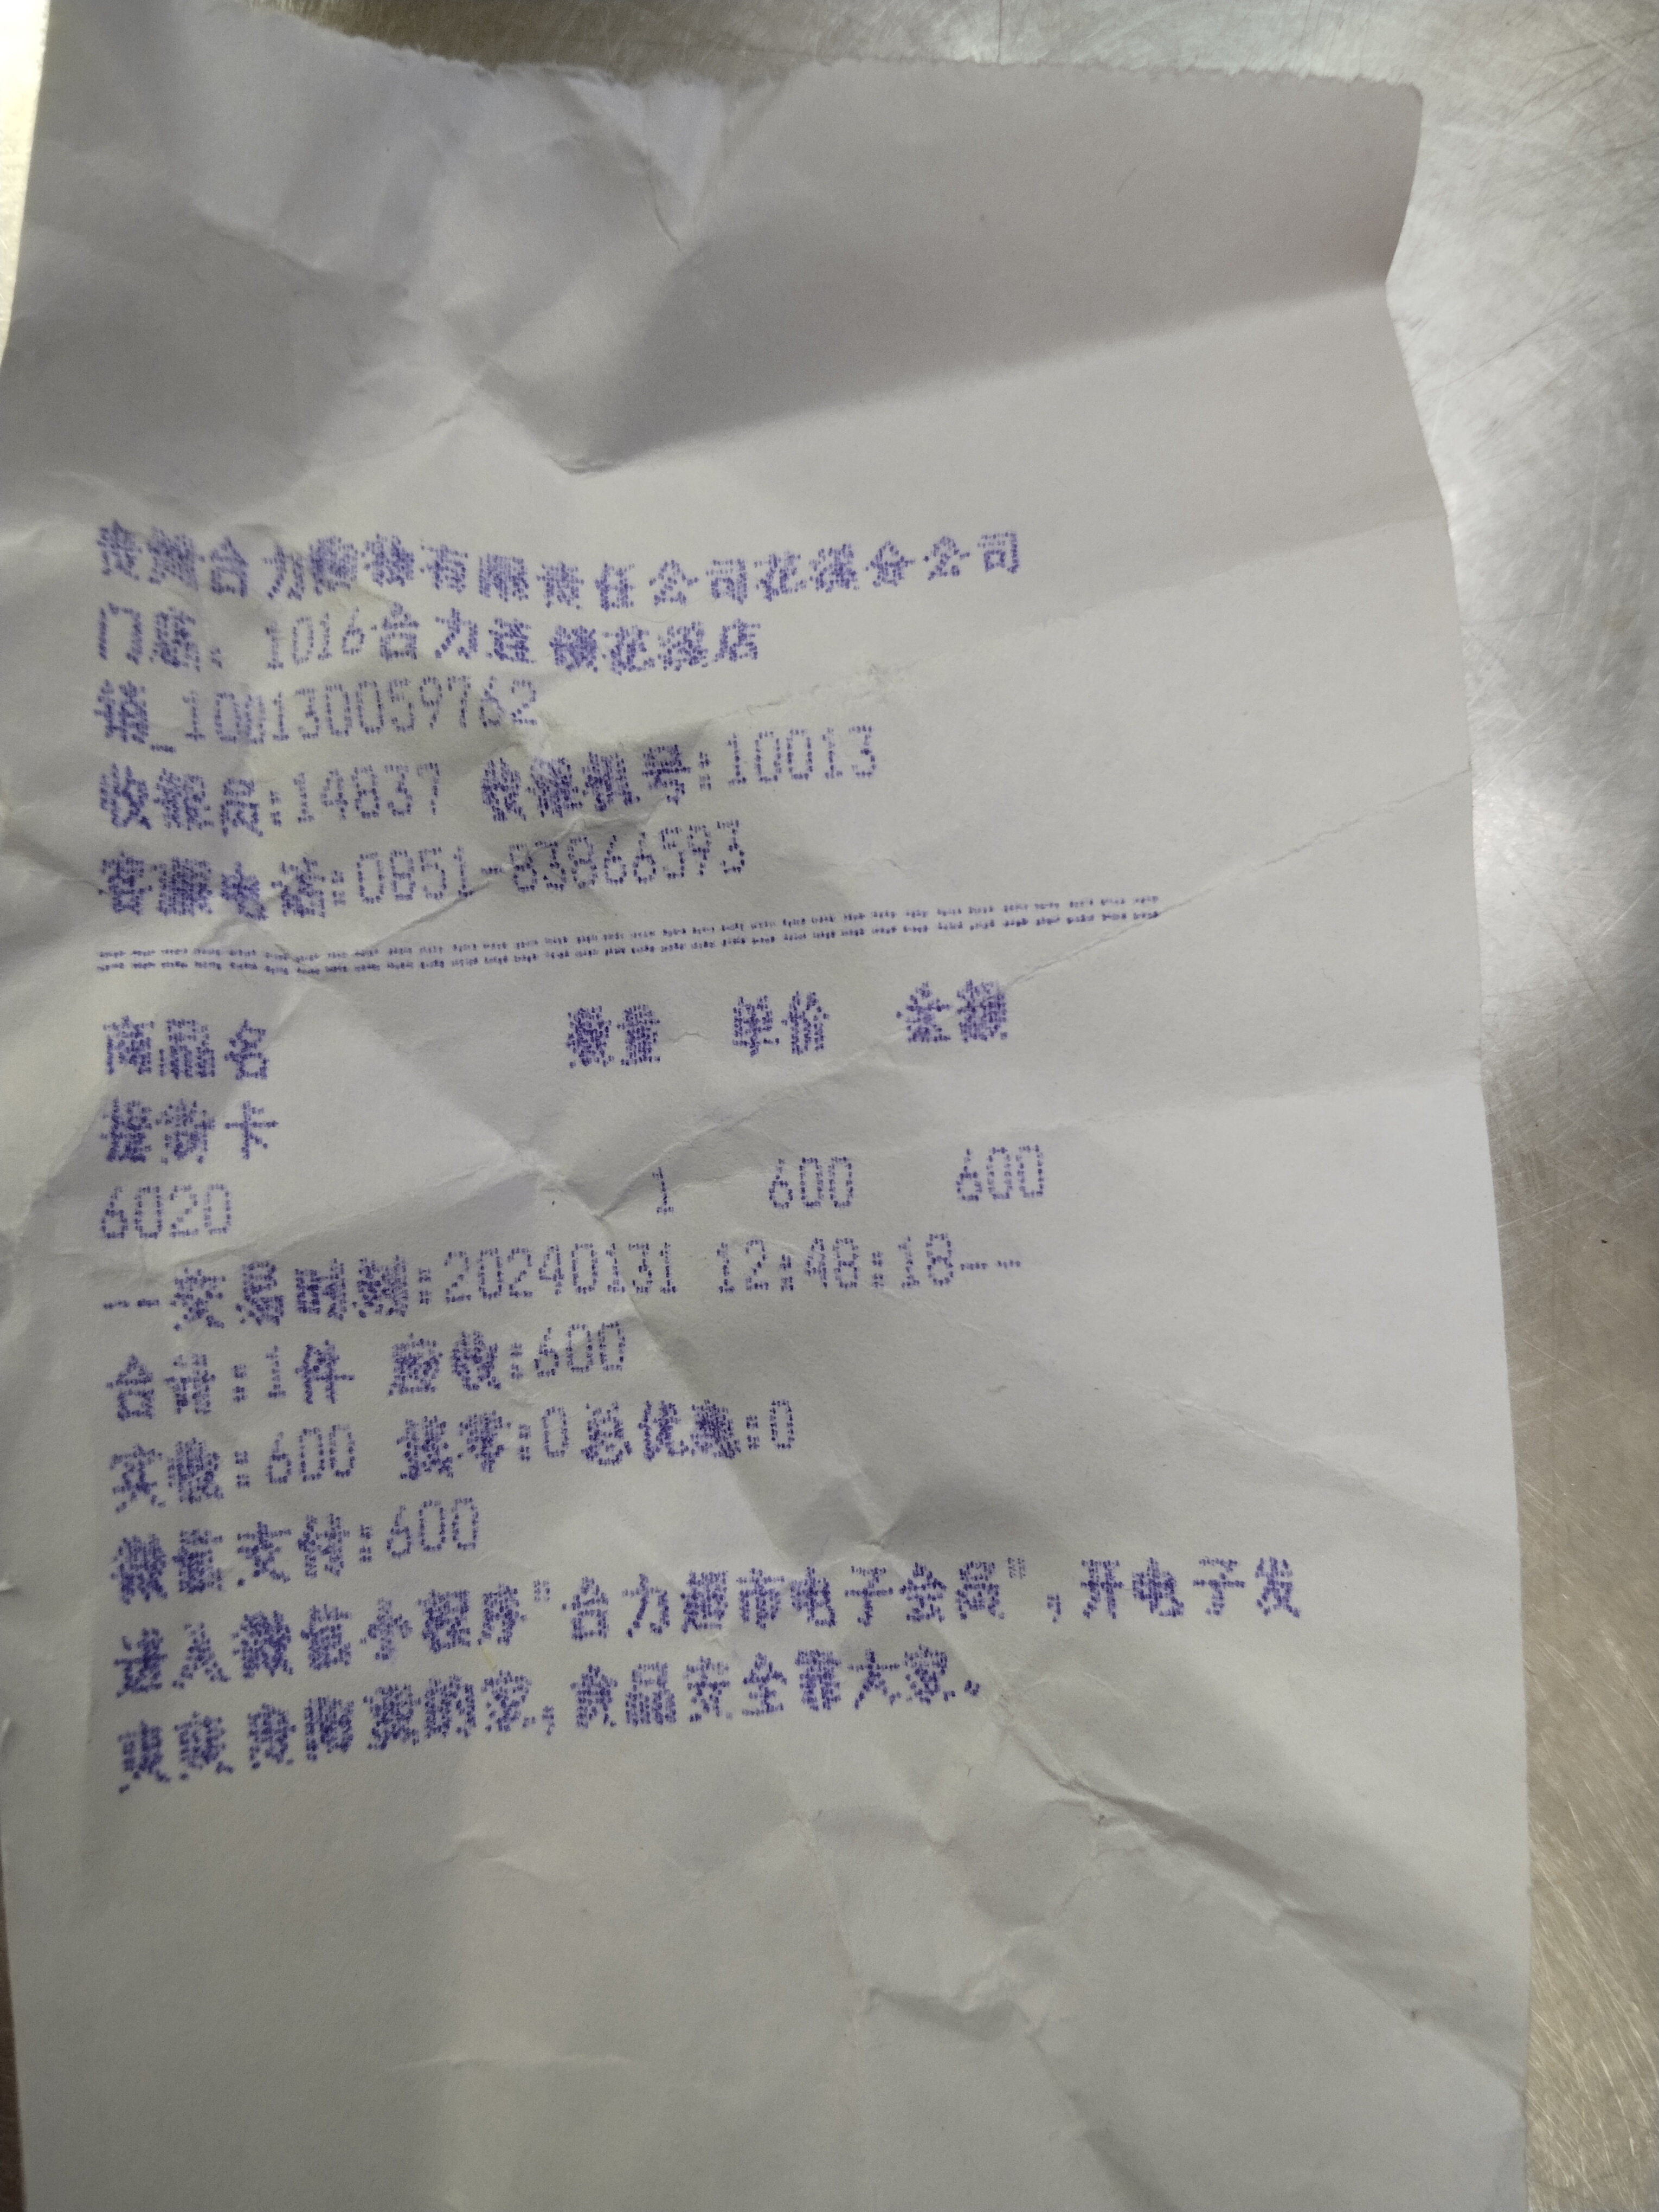 贵州合力购物有限责任公司花溪分公司
门店: 1016合力连锁花溪店
销_100130059762
收银员:14037 收银机号:10013
客服电话:0851-83866593
商品名 数量 单价 金额
提货卡
6020 1 600 600
--交易时间:20240131 12:48:18--
合计:1件 应收:600
实收:600 找零:0 总优惠:0
微信支付:600
进入微信小程序"合力超市电子会员",开电子发
更改 食品安全靠大家。